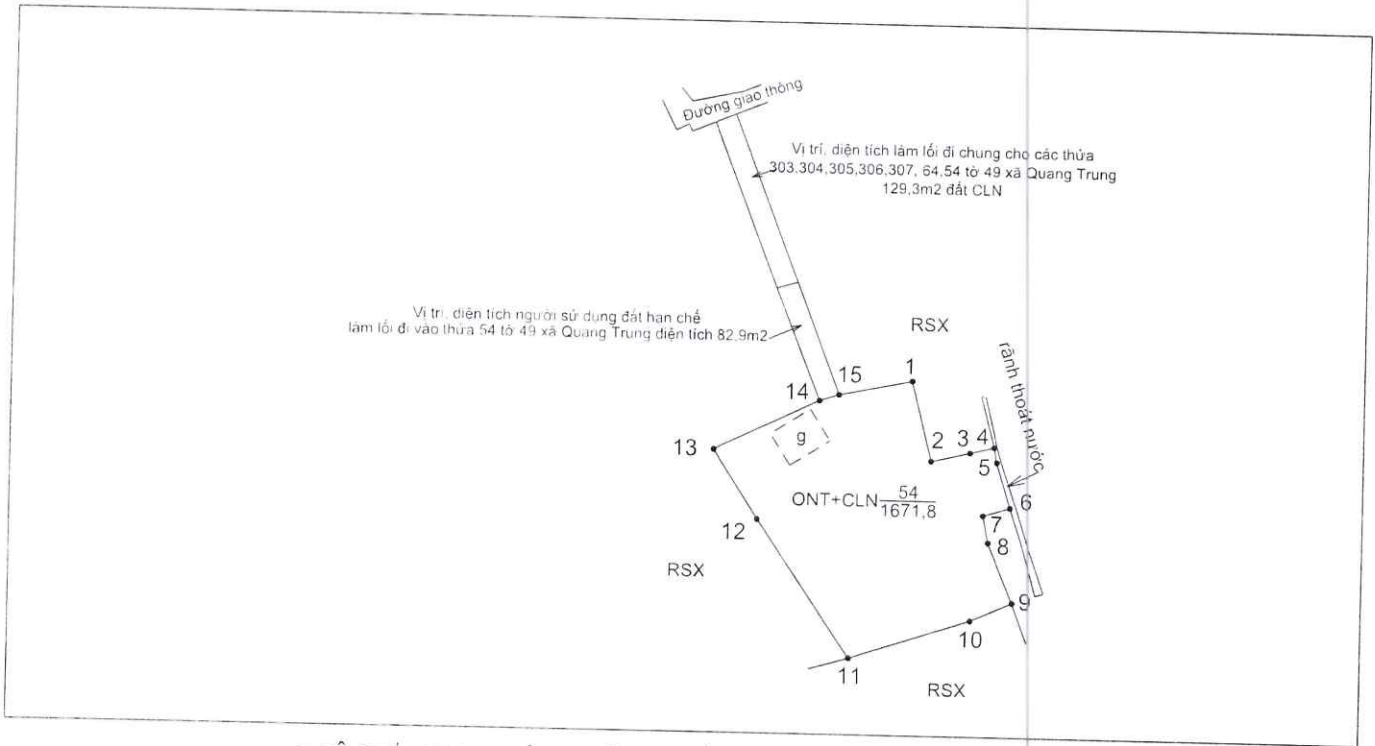 Đường giao thông
Vị trí, diện tích làm lối đi chung cho các thửa
303.304,305,306,307, 64,54 tờ 49 xã Quang Trung
129,3m2 đất CLN
Vị trí, diện tích người sử dụng đất hạn chế
làm lối đi vào thửa 54 tờ 49 xã Quang Trung diện tích 82.9m2
RSX
rãnh thoát nước
1
15
14
2
3
4
5
13
g
6
7
8
ONT+CLN 54
1671,8
12
RSX
9
10
11
RSX